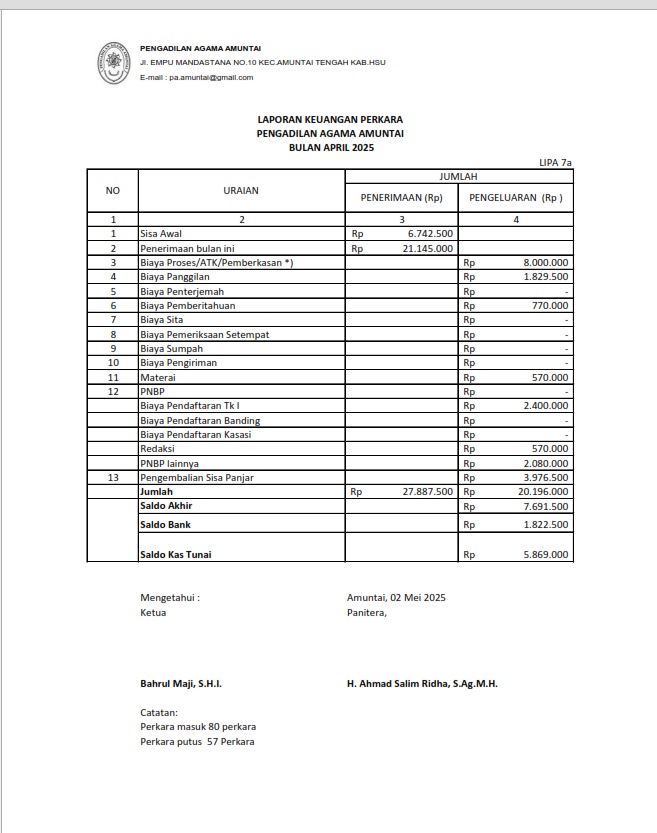 PENGADILAN AGAMA AMUNTAI
Jl. EMPU MANDASTANA NO.10 KEC.AMUNTAI TENGAH KAB.HSU
E-mail : pa.amuntai@gmail.com
LAPORAN KEUANGAN PERKARA
PENGADILAN AGAMA AMUNTAI
BULAN APRIL 2025
LIPA 7a
NO URAIAN JUMLAH
PENERIMAAN (Rp) PENGELUARAN (Rp )
1 2 3 4
1 Sisa Awal Rp 6.742.500
2 Penerimaan bulan ini Rp 21.145.000
3 Biaya Proses/ATK/Pemberkasan *) Rp 8.000.000
4 Biaya Panggilan Rp 1.829.500
5 Biaya Penterjemah Rp -
6 Biaya Pemberitahuan Rp 770.000
7 Biaya Sita Rp -
8 Biaya Pemeriksaan Setempat Rp -
9 Biaya Sumpah Rp -
10 Biaya Pengiriman Rp -
11 Materai Rp 570.000
12 PNBP Rp -
Biaya Pendaftaran Tk I Rp 2.400.000
Biaya Pendaftaran Banding Rp -
Biaya Pendaftaran Kasasi Rp -
Redaksi Rp 570.000
PNBP lainnya Rp 2.080.000
13 Pengembalian Sisa Panjar Rp 3.976.500
Jumlah Rp 27.887.500 Rp 20.196.000
Saldo Akhir Rp 7.691.500
Saldo Bank Rp 1.822.500
Saldo Kas Tunai Rp 5.869.000
Mengetahui : Amuntai, 02 Mei 2025
Ketua Panitera,
Bahrul Maji, S.H.I. H. Ahmad Salim Ridha, S.Ag.M.H.
Catatan:
Perkara masuk 80 perkara
Perkara putus 57 Perkara